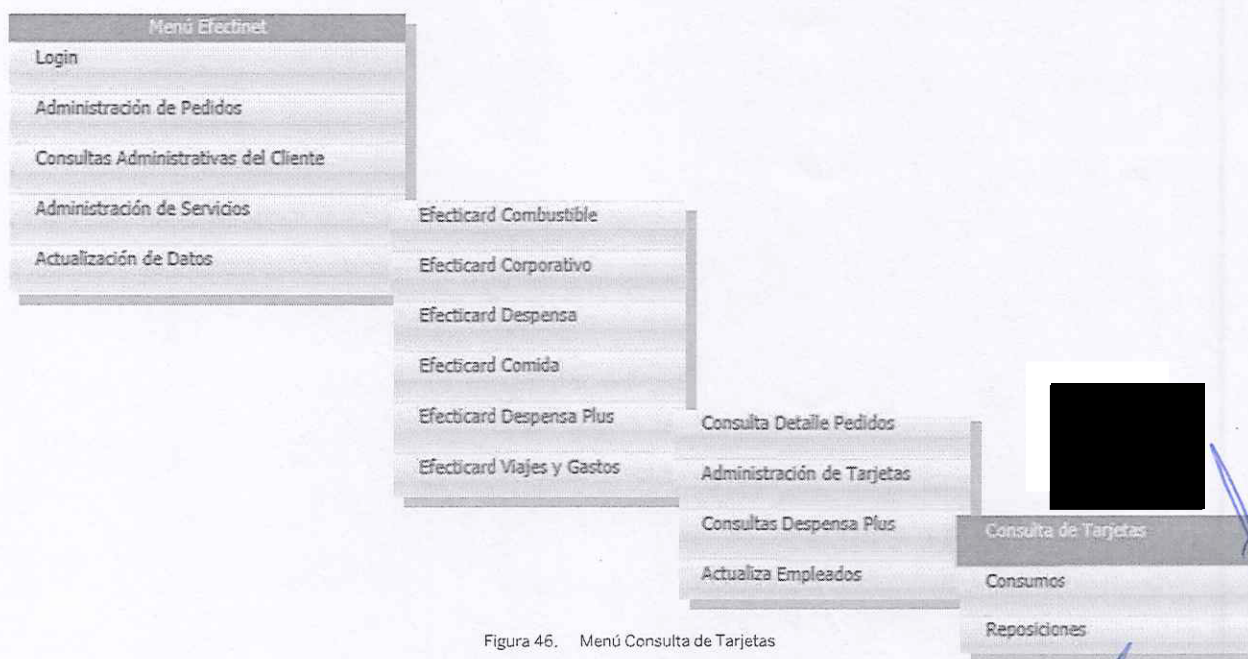 Menú Efectinet
Login
Administración de Pedidos
Consultas Administrativas del Cliente
Administración de Servicios
Actualización de Datos
Efecticard Combustible
Efecticard Corporativo
Efecticard Despensa
Efecticard Comida
Efecticard Despensa Plus
Efecticard Viajes y Gastos
Consulta Detalle Pedidos
Administración de Tarjetas
Consultas Despensa Plus
Actualiza Empleados
Consulta de Tarjetas
Consumos
Reposiciones
Figura 46. Menú Consulta de Tarjetas